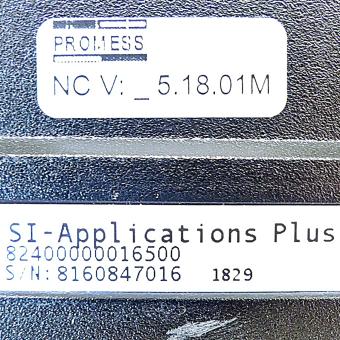 PROMESS
NC V: _ 5.18.01M
SI-Applications Plus
82400000016500
S/N: 8160847016 1829